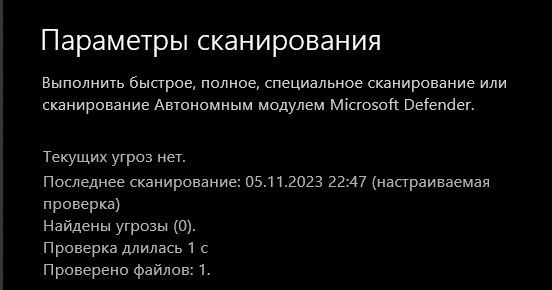 Параметры сканирования
Выполнить быстрое, полное, специальное сканирование или
сканирование Автономным модулем Microsoft Defender.
Текущих угроз нет.
Последнее сканирование: 05.11.2023 22:47 (настраиваемая
проверка)
Найдены угрозы (0).
Проверка длилась 1 с
Проверено файлов: 1.